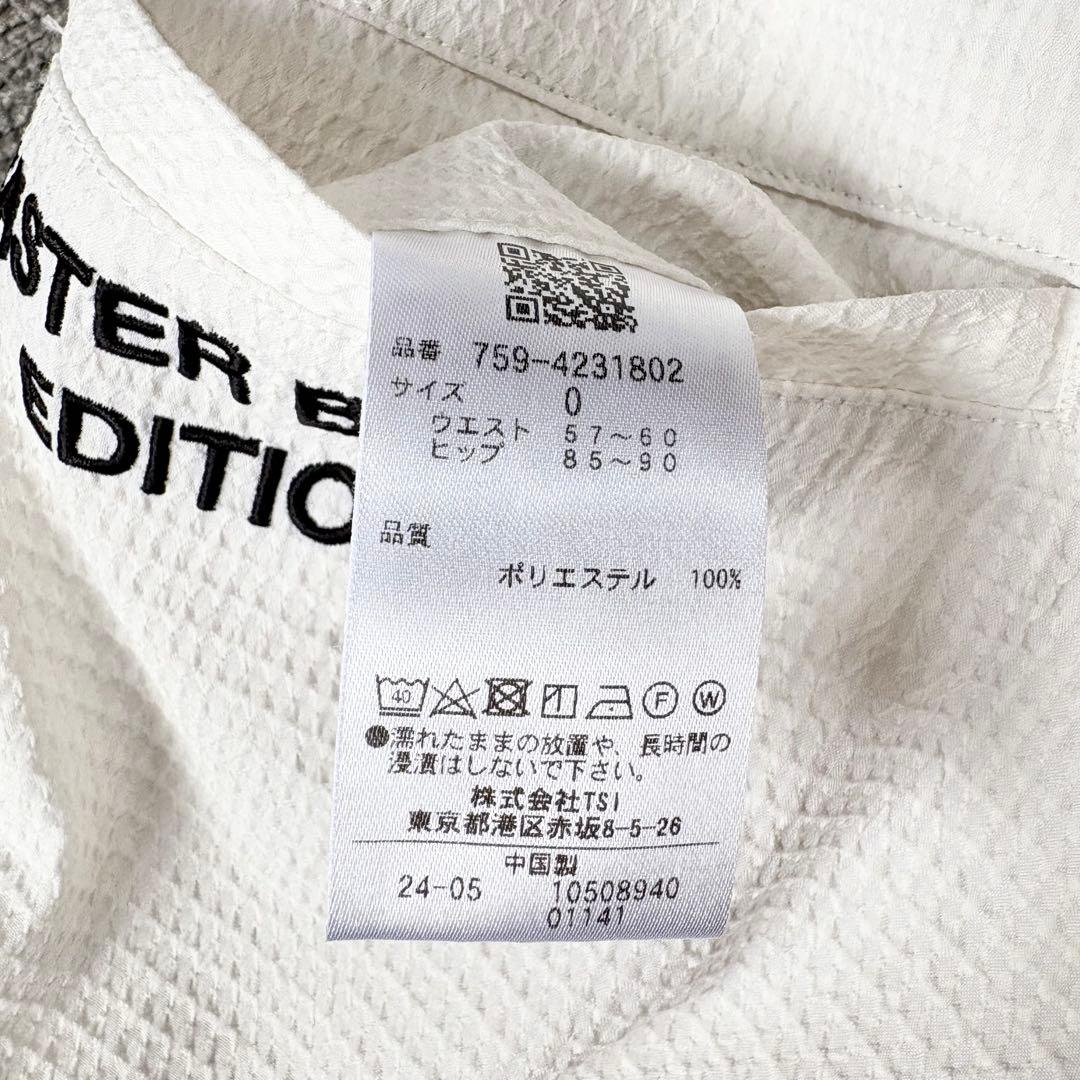 STER B
EDITIO
品番 759-4231802
サイズ 0
ウエスト 57~60
ヒップ 85~90
品質
ポリエステル 100%
40 F W
●濡れたままの放置や、長時間の
浸漬はしないで下さい。
株式会社TSI
東京都港区赤坂8-5-26
中国製
24-05 10508940
01141